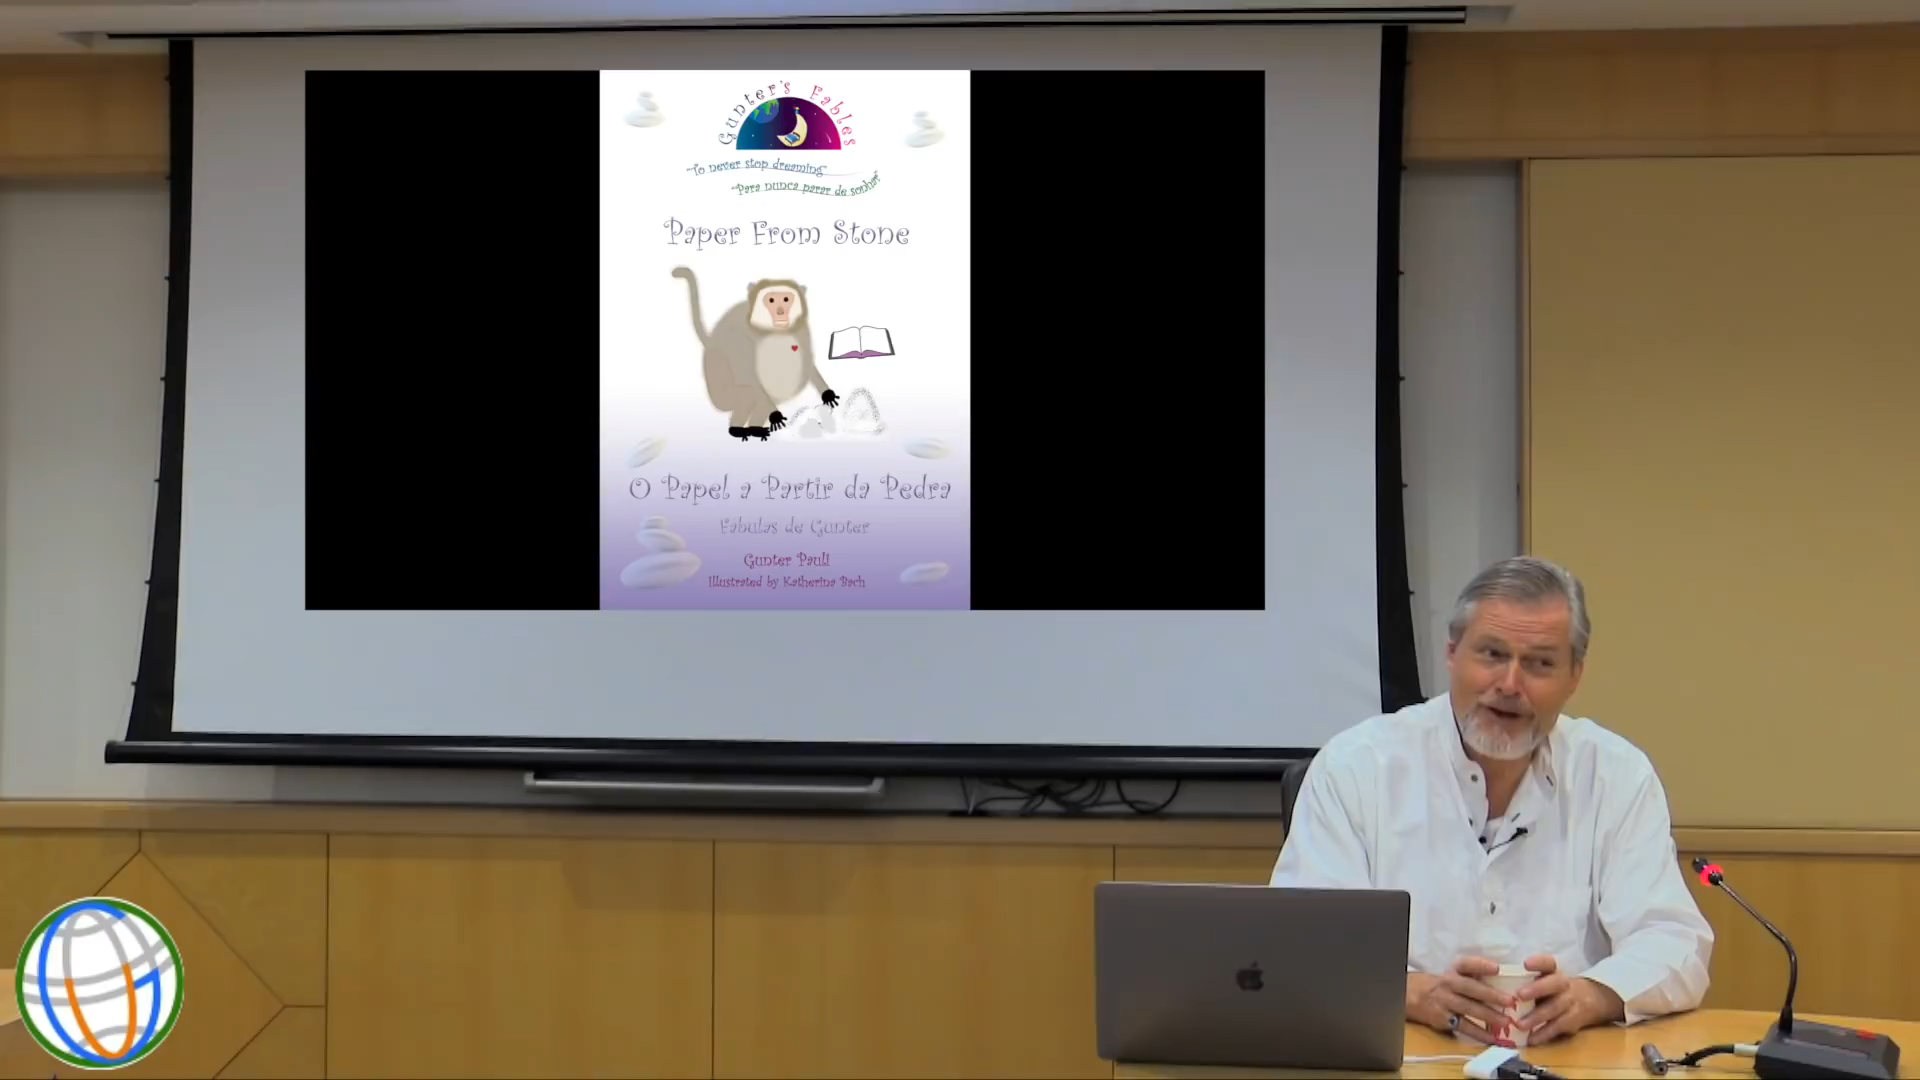 Gunter's Fables
"To never stop dreaming"
"Para nunca parar de sonhar"
Paper From Stone
O Papel a Partir da Pedra
Fábulas de Gunter
Gunter Pauli
Illustrated by Katherina Bach